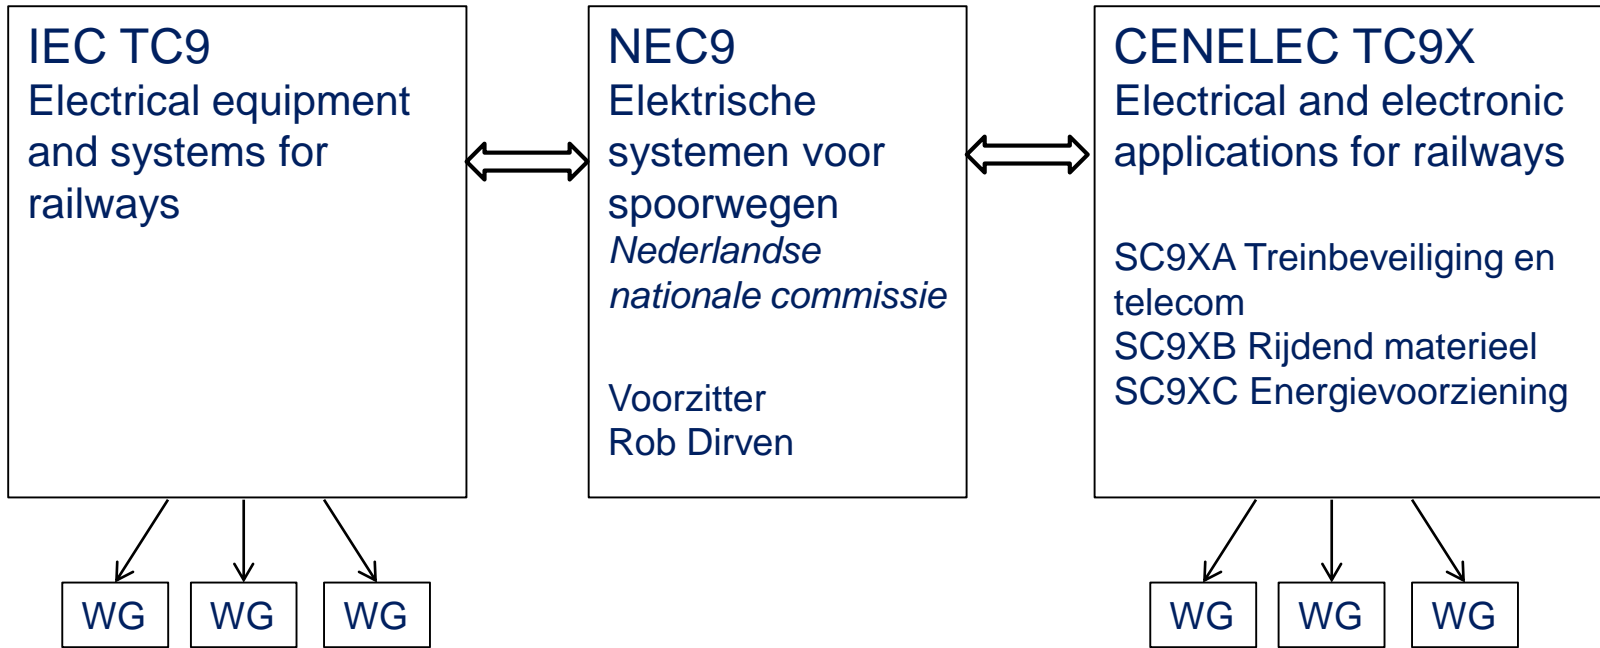 IEC TC9
Electrical equipment
and systems for
railways
NEC9
Elektrische
systemen voor
spoorwegen
Nederlandse
nationale commissie
Voorzitter
Rob Dirven
CENELEC TC9X
Electrical and electronic
applications for railways
SC9XA Treinbeveiliging en
telecom
SC9XB Rijdend materieel
SC9XC Energievoorziening
WG
WG
WG
WG
WG
WG